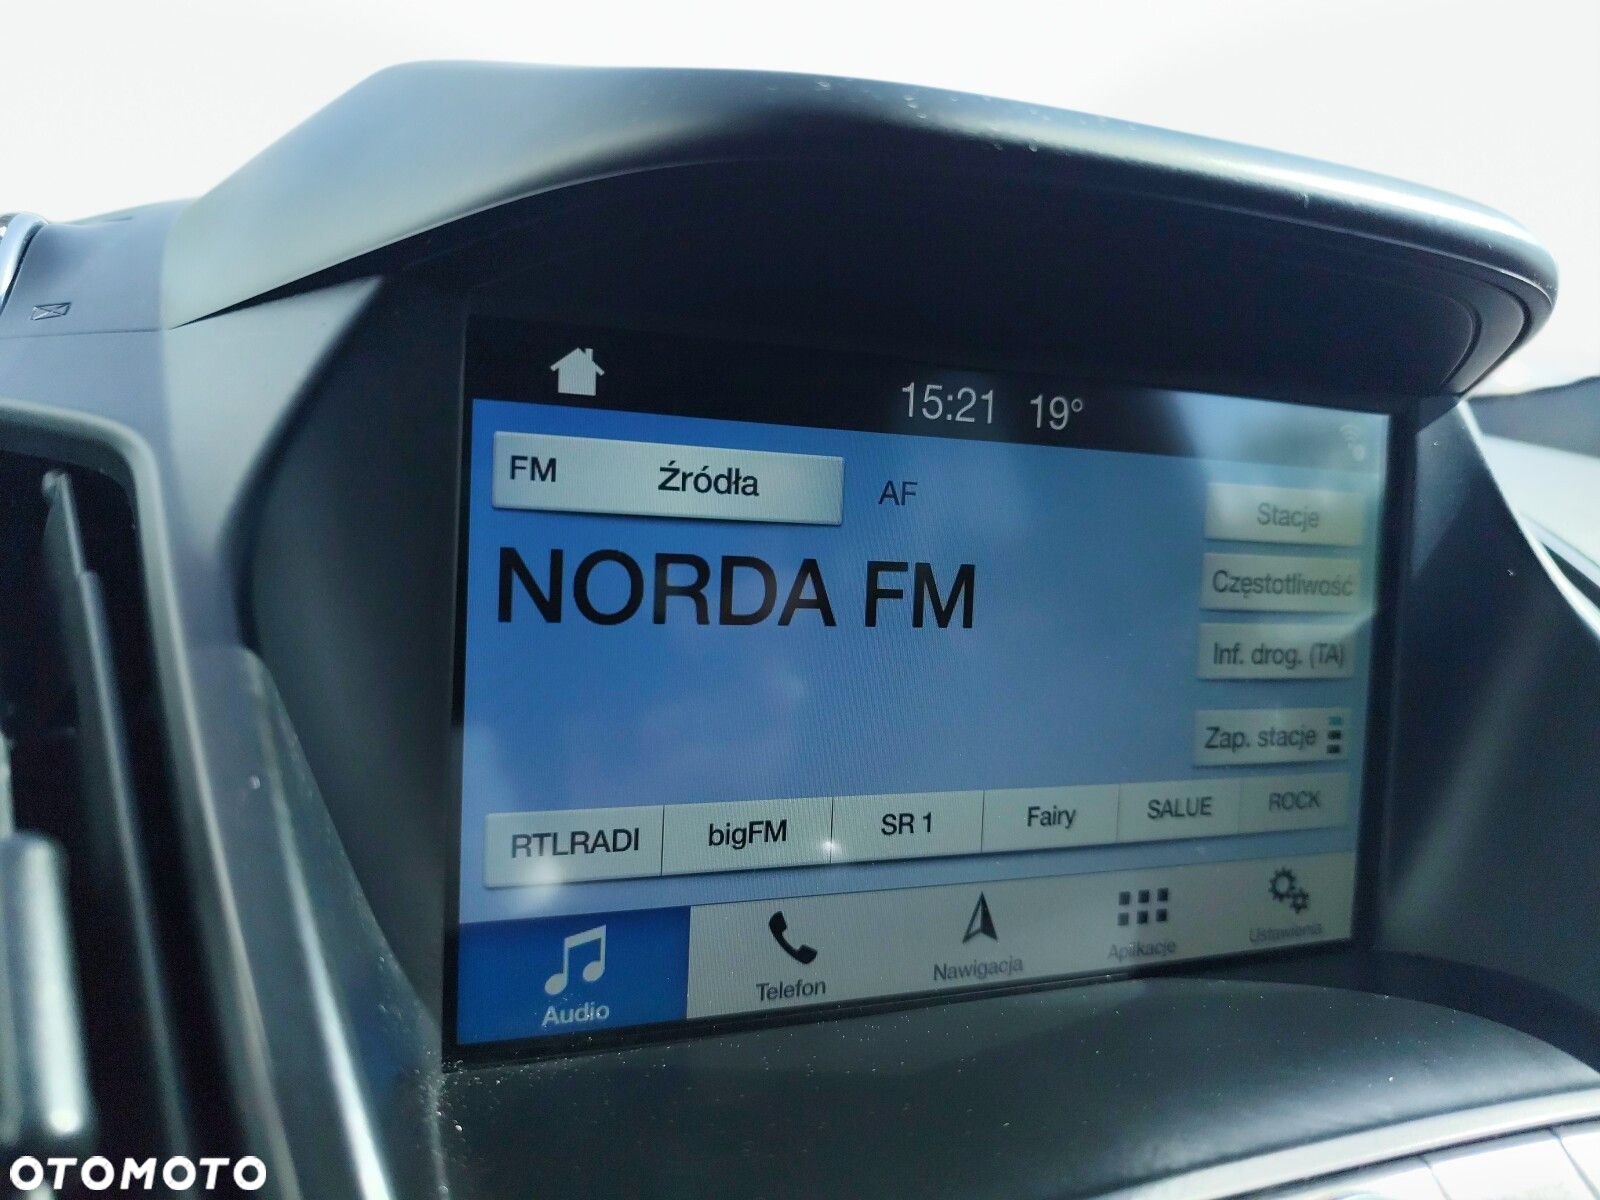 15:21 19°
FM Źródła AF
Stacje
NORDA FM
Częstotliwość
Inf. drog. (TA)
Zap. stacje
RTLRADI bigFM SR 1 Fairy SALUE ROCK
Audio Telefon Nawigacja Aplikacje Ustawienia
OTOMOTO